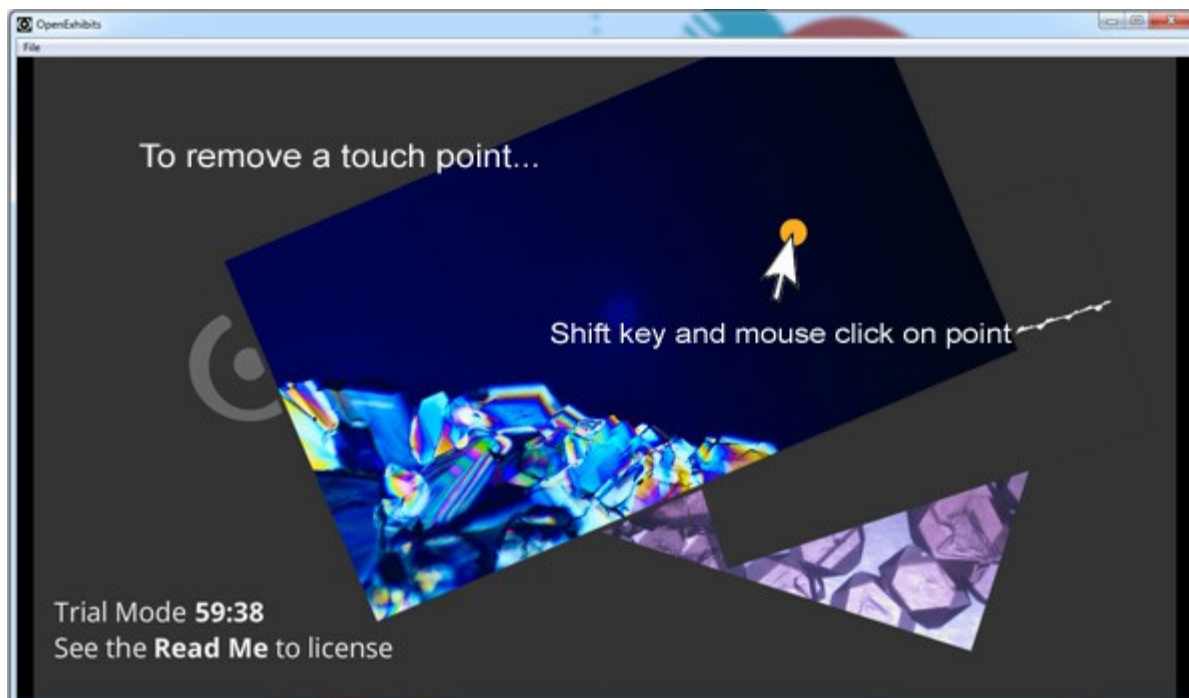 OpenExhibits
File
To remove a touch point...
Shift key and mouse click on point
Trial Mode 59:38
See the Read Me to license